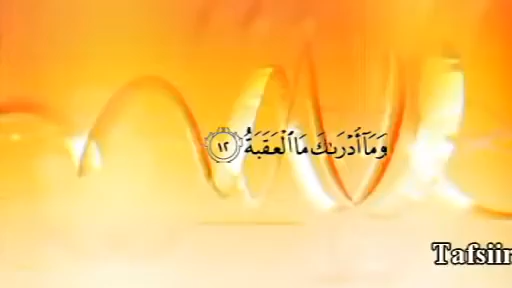 وَمَآ أَدْرَىٰكَ مَا ٱلْعَقَبَةُ ١٢
Tafsiir